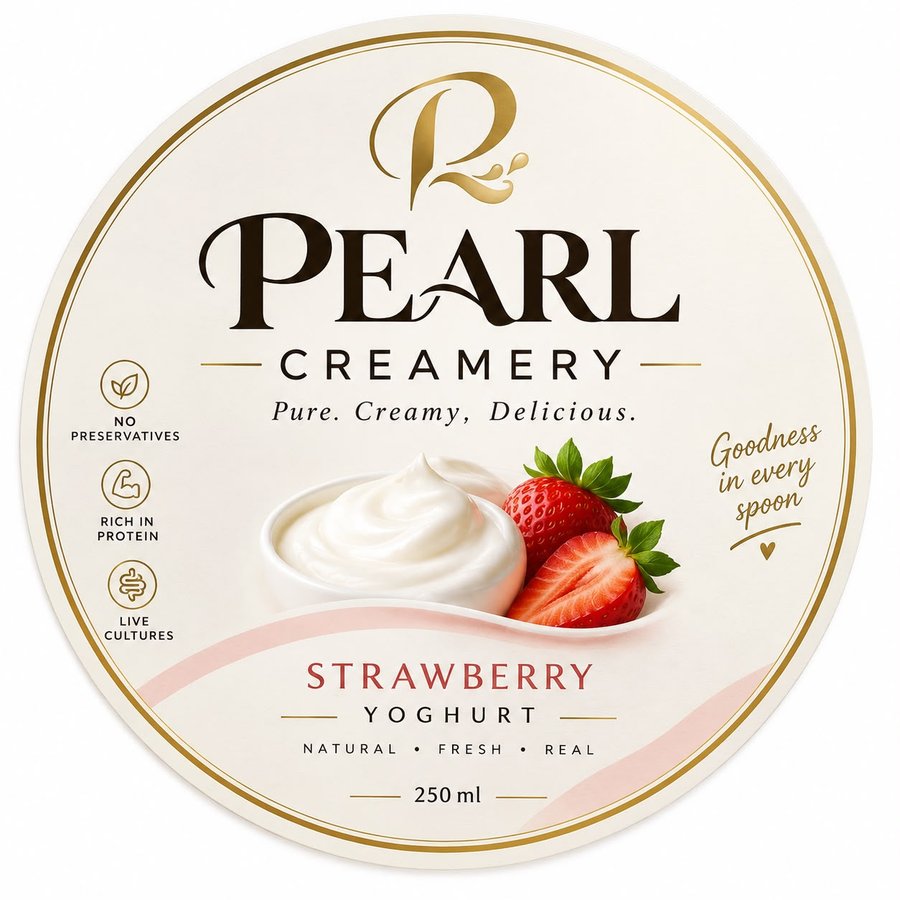 PEARL
CREAMERY
Pure. Creamy, Delicious.
NO
PRESERVATIVES
RICH IN
PROTEIN
LIVE
CULTURES
Goodness
in every
spoon
STRAWBERRY
YOGHURT
NATURAL • FRESH • REAL
250 ml